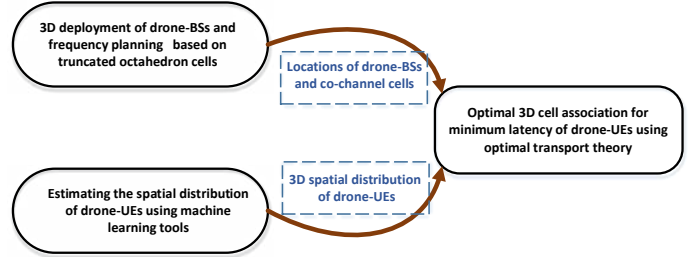 3D deployment of drone-BSs and
frequency planning based on
truncated octahedron cells
Locations of drone-BSs
and co-channel cells
Optimal 3D cell association for
minimum latency of drone-UEs using
optimal transport theory
3D spatial distribution
of drone-UEs
Estimating the spatial distribution
of drone-UEs using machine
learning tools